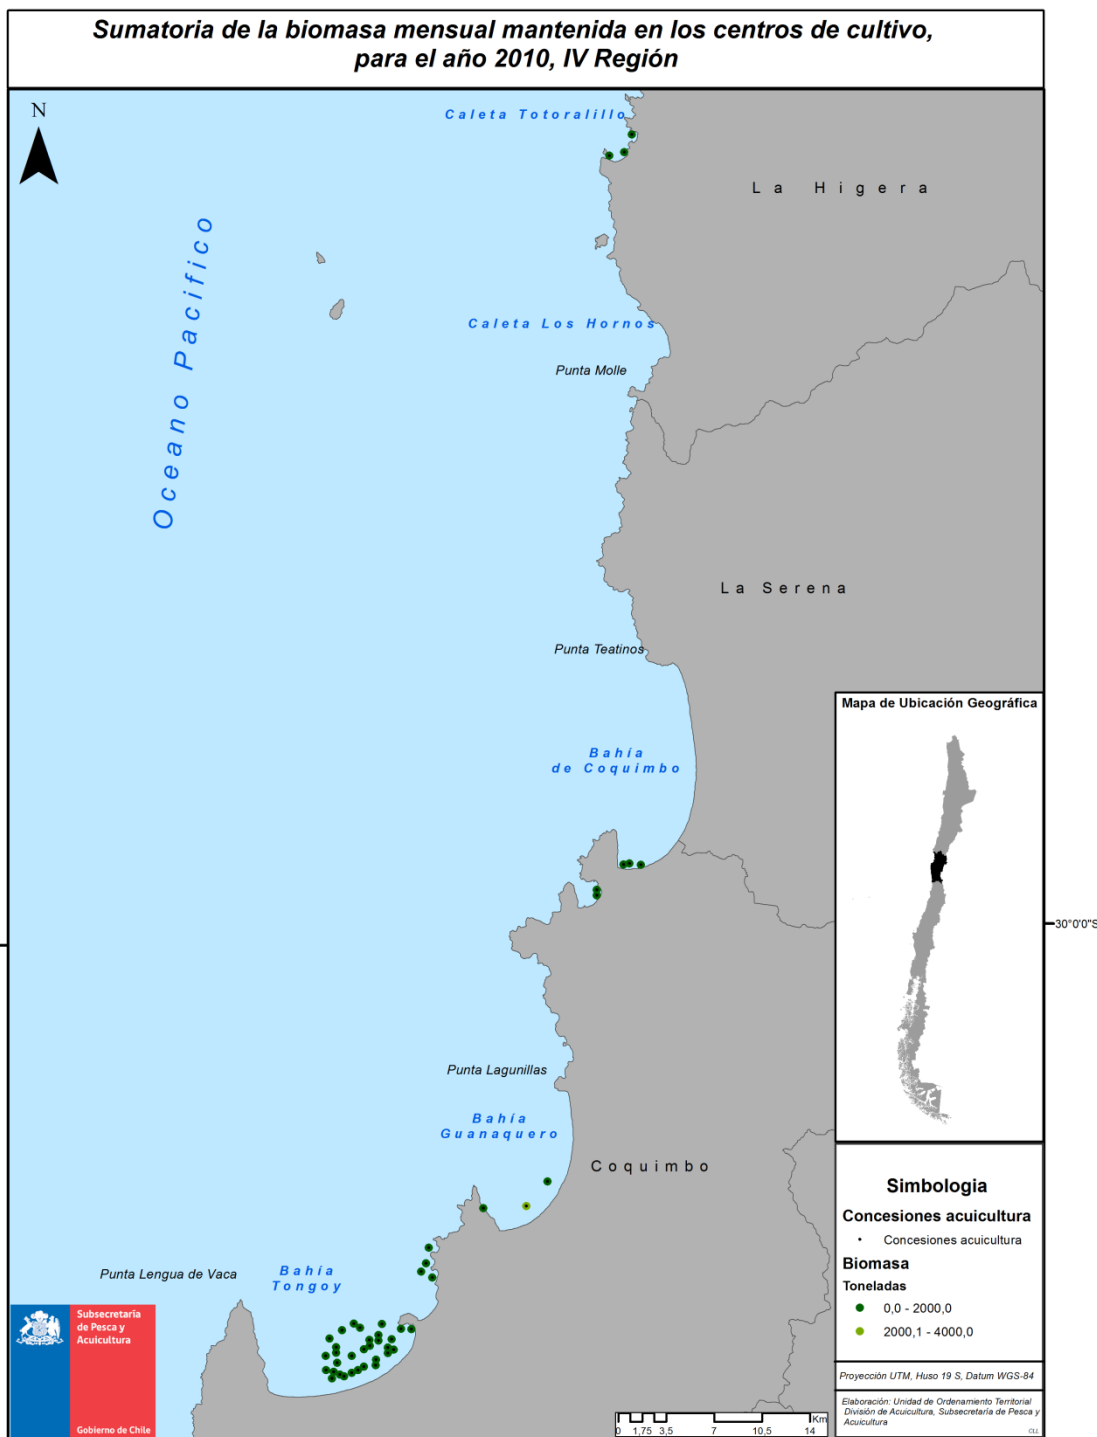 Sumatoria de la biomasa mensual mantenida en los centros de cultivo,
para el año 2010, IV Región
N
Caleta Totoralillo
La Higera
Oceano Pacifico
Caleta Los Hornos
Punta Molle
La Serena
Punta Teatinos
Bahía
de Coquimbo
30°0'0"S
Punta Lagunillas
Bahía
Guanaquero
Coquimbo
Punta Lengua de Vaca
Bahía
Tongoy
Subsecretaría
de Pesca y
Acuicultura
Gobierno de Chile
Mapa de Ubicación Geográfica
Simbologia
Concesiones acuicultura
Concesiones acuicultura
Biomasa
Toneladas
0,0 - 2000,0
2000,1 - 4000,0
Proyección UTM, Huso 19 S, Datum WGS-84
Elaboración: Unidad de Ordenamiento Territorial
División de Acuicultura, Subsecretaría de Pesca y
Acuicultura
CLL
Km
0 1,75 3,5 7 10,5 14